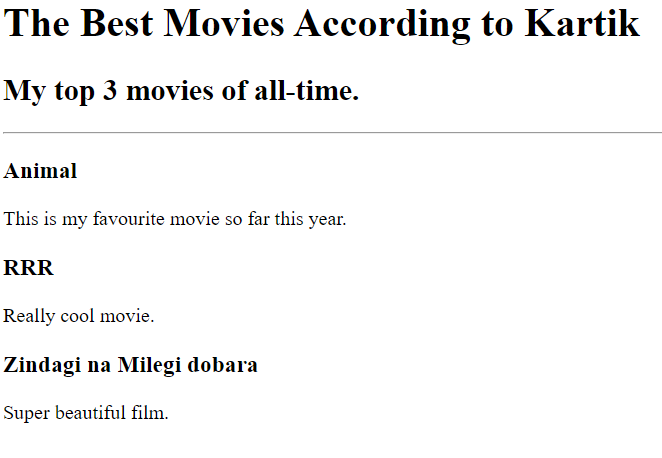 The Best Movies According to Kartik
My top 3 movies of all-time.
Animal
This is my favourite movie so far this year.
RRR
Really cool movie.
Zindagi na Milegi dobara
Super beautiful film.